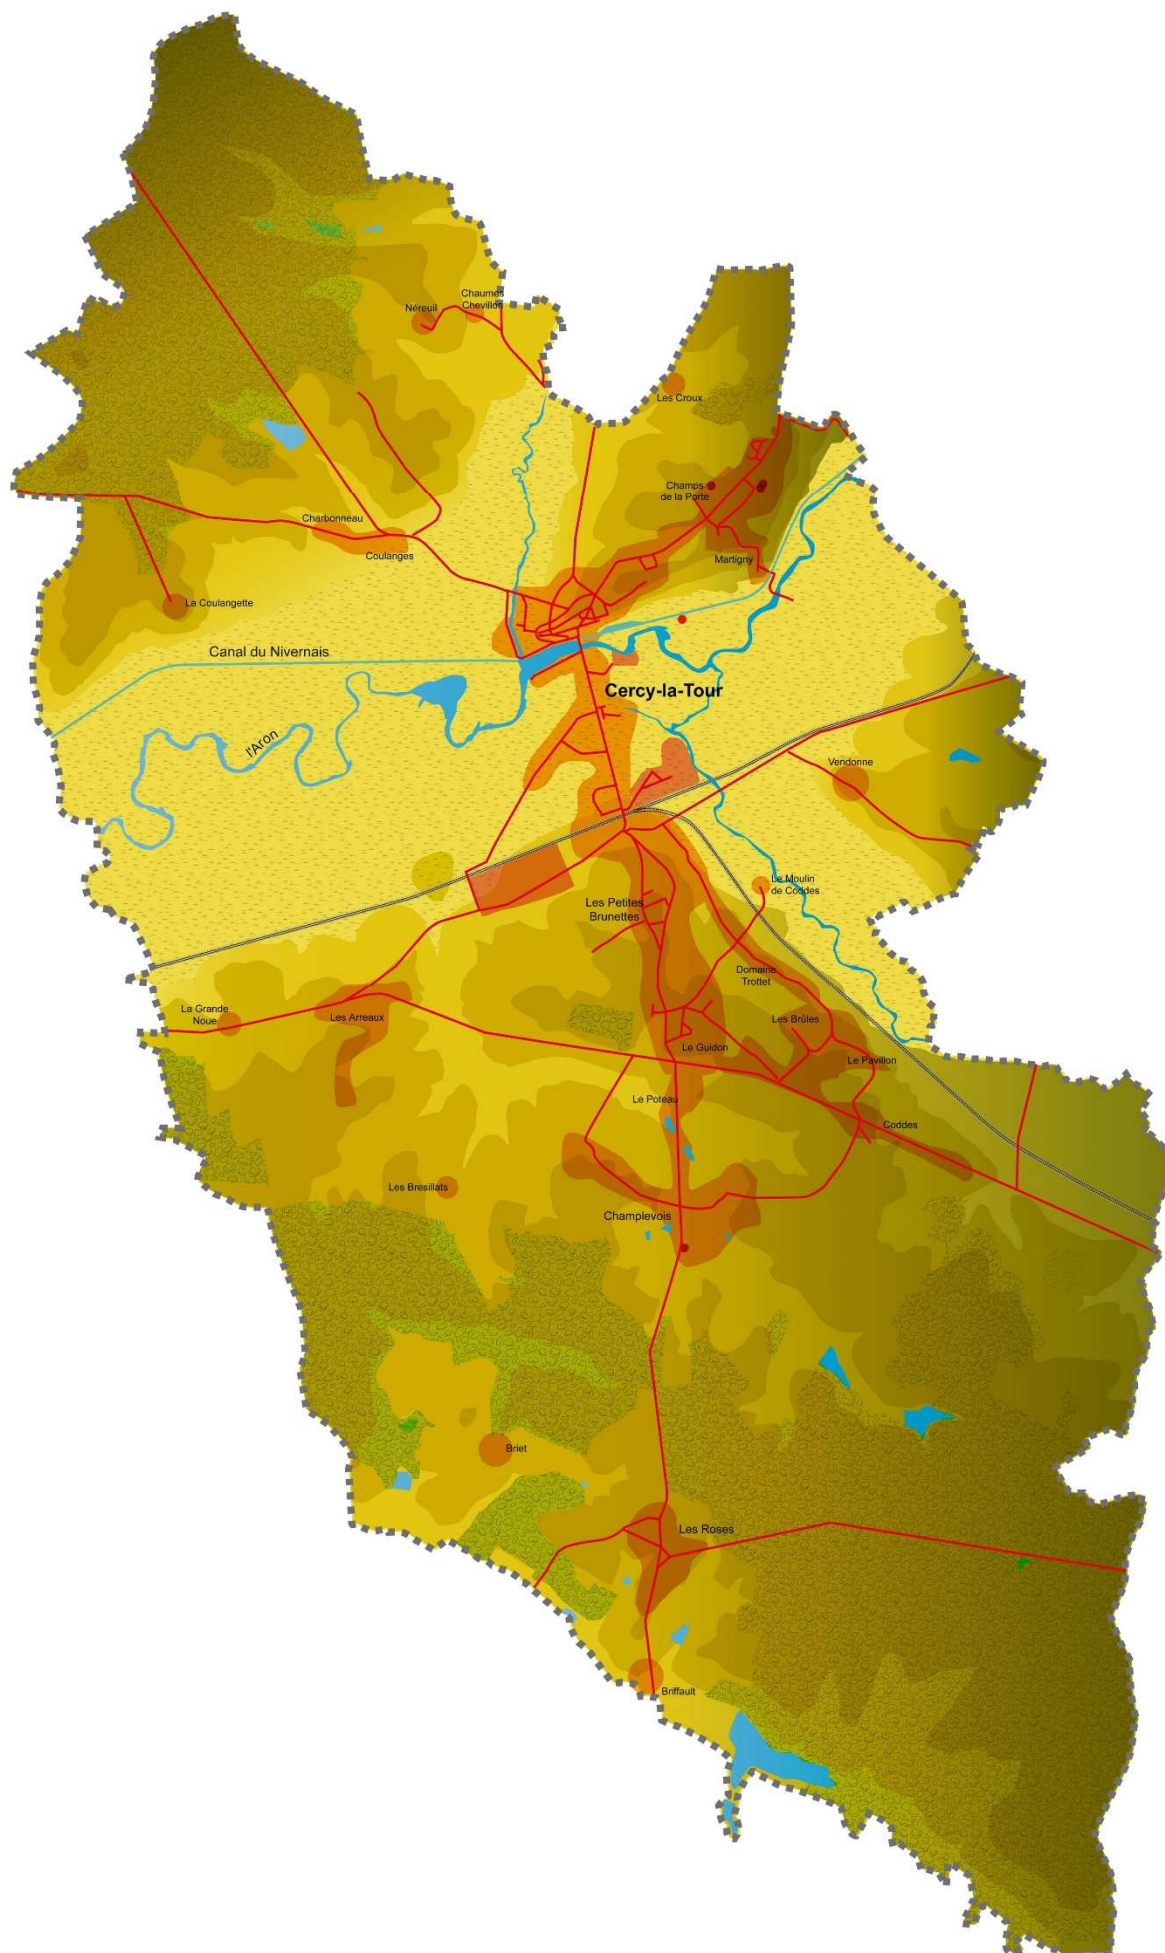 Chaumes
Chevillon
Néreuil
Les Croux
Champs
de la Porte
Charbonneau
Coulanges
Martigny
La Coulangette
Canal du Nivernais
Cercy-la-Tour
l'Aron
Vendonne
Le Moulin
de Coddes
Les Petites
Brunettes
Domaine
Trottet
La Grande
Noue
Les Arreaux
Les Brûles
Le Guidon
Le Pavillon
Le Poteau
Coddes
Les Bresillats
Champlevois
Briet
Les Roses
Briffault